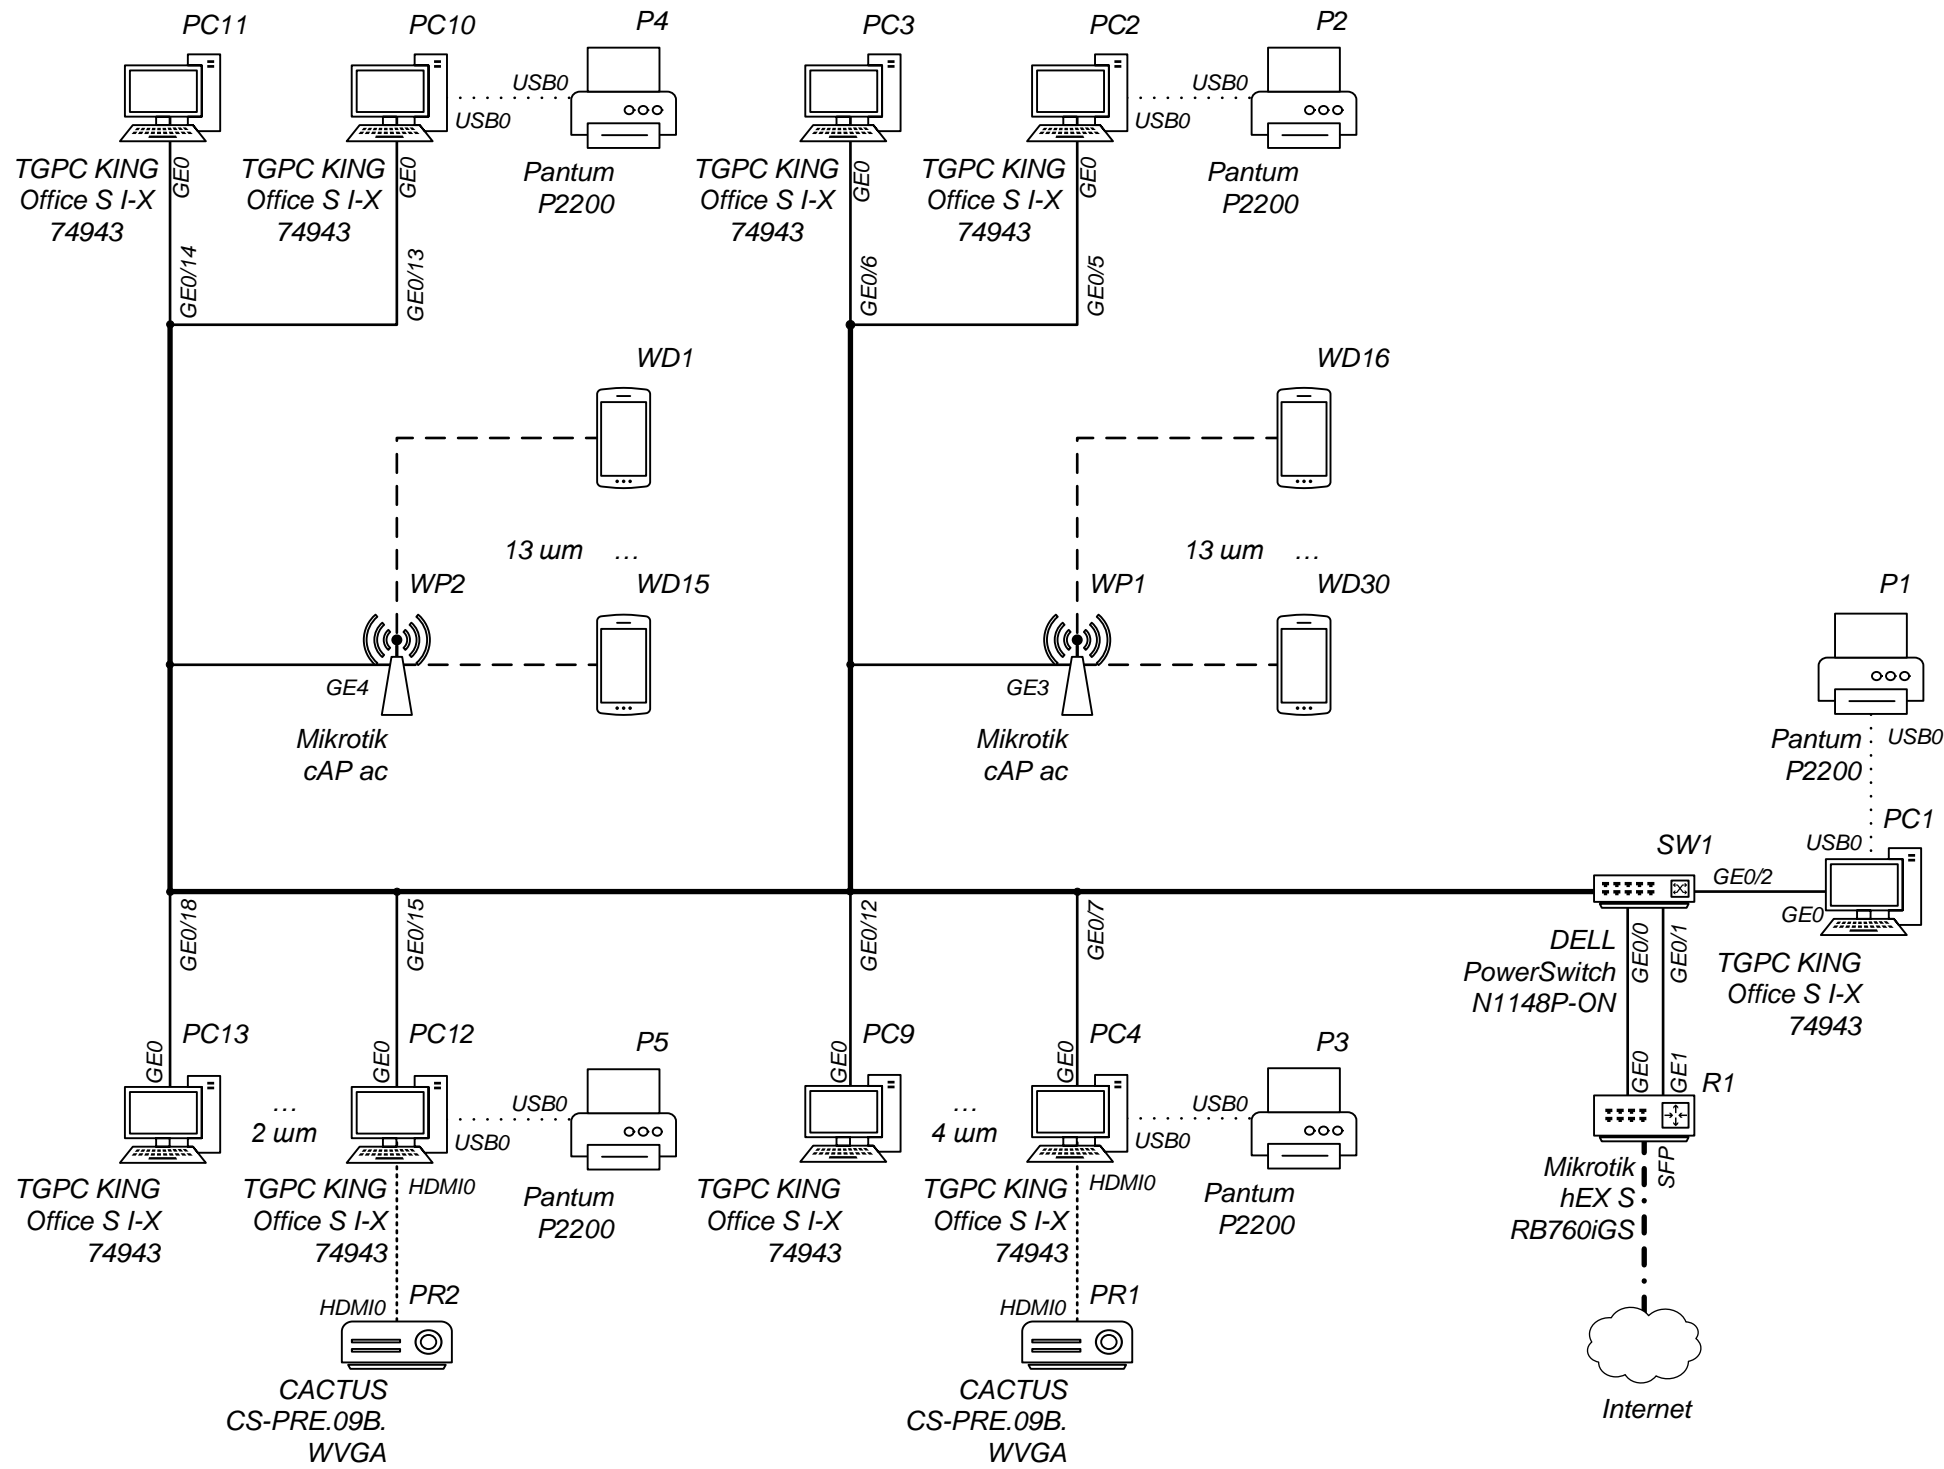 PC11
PC10
P4
PC3
PC2
P2
USB0
USB0
USB0
USB0
TGPC KING
Office S I-X
74943
GE0
TGPC KING
Office S I-X
74943
GE0
Pantum
P2200
TGPC KING
Office S I-X
74943
GE0
TGPC KING
Office S I-X
74943
GE0
Pantum
P2200
GE0/14
GE0/13
GE0/6
GE0/5
WD1
WD16
13 шт
…
13 шт
…
WP2
WD15
WP1
WD30
P1
GE4
GE3
Mikrotik
cAP ac
Mikrotik
cAP ac
Pantum
P2200
USB0
PC1
USB0
SW1
GE0/2
GE0
GE0/18
GE0/15
GE0/12
GE0/7
DELL
PowerSwitch
N1148P-ON
GE0/0
GE0/1
TGPC KING
Office S I-X
74943
PC13
GE0
PC12
GE0
P5
PC9
GE0
PC4
GE0
P3
GE0
GE1
R1
…
2 шт
USB0
USB0
…
4 шт
USB0
USB0
TGPC KING
Office S I-X
74943
TGPC KING
Office S I-X
74943
HDMI0
Pantum
P2200
TGPC KING
Office S I-X
74943
TGPC KING
Office S I-X
74943
HDMI0
Pantum
P2200
Mikrotik
hEX S
RB760iGS
SFP
HDMI0
PR2
HDMI0
PR1
CACTUS
CS-PRE.09B.
WVGA
CACTUS
CS-PRE.09B.
WVGA
Internet